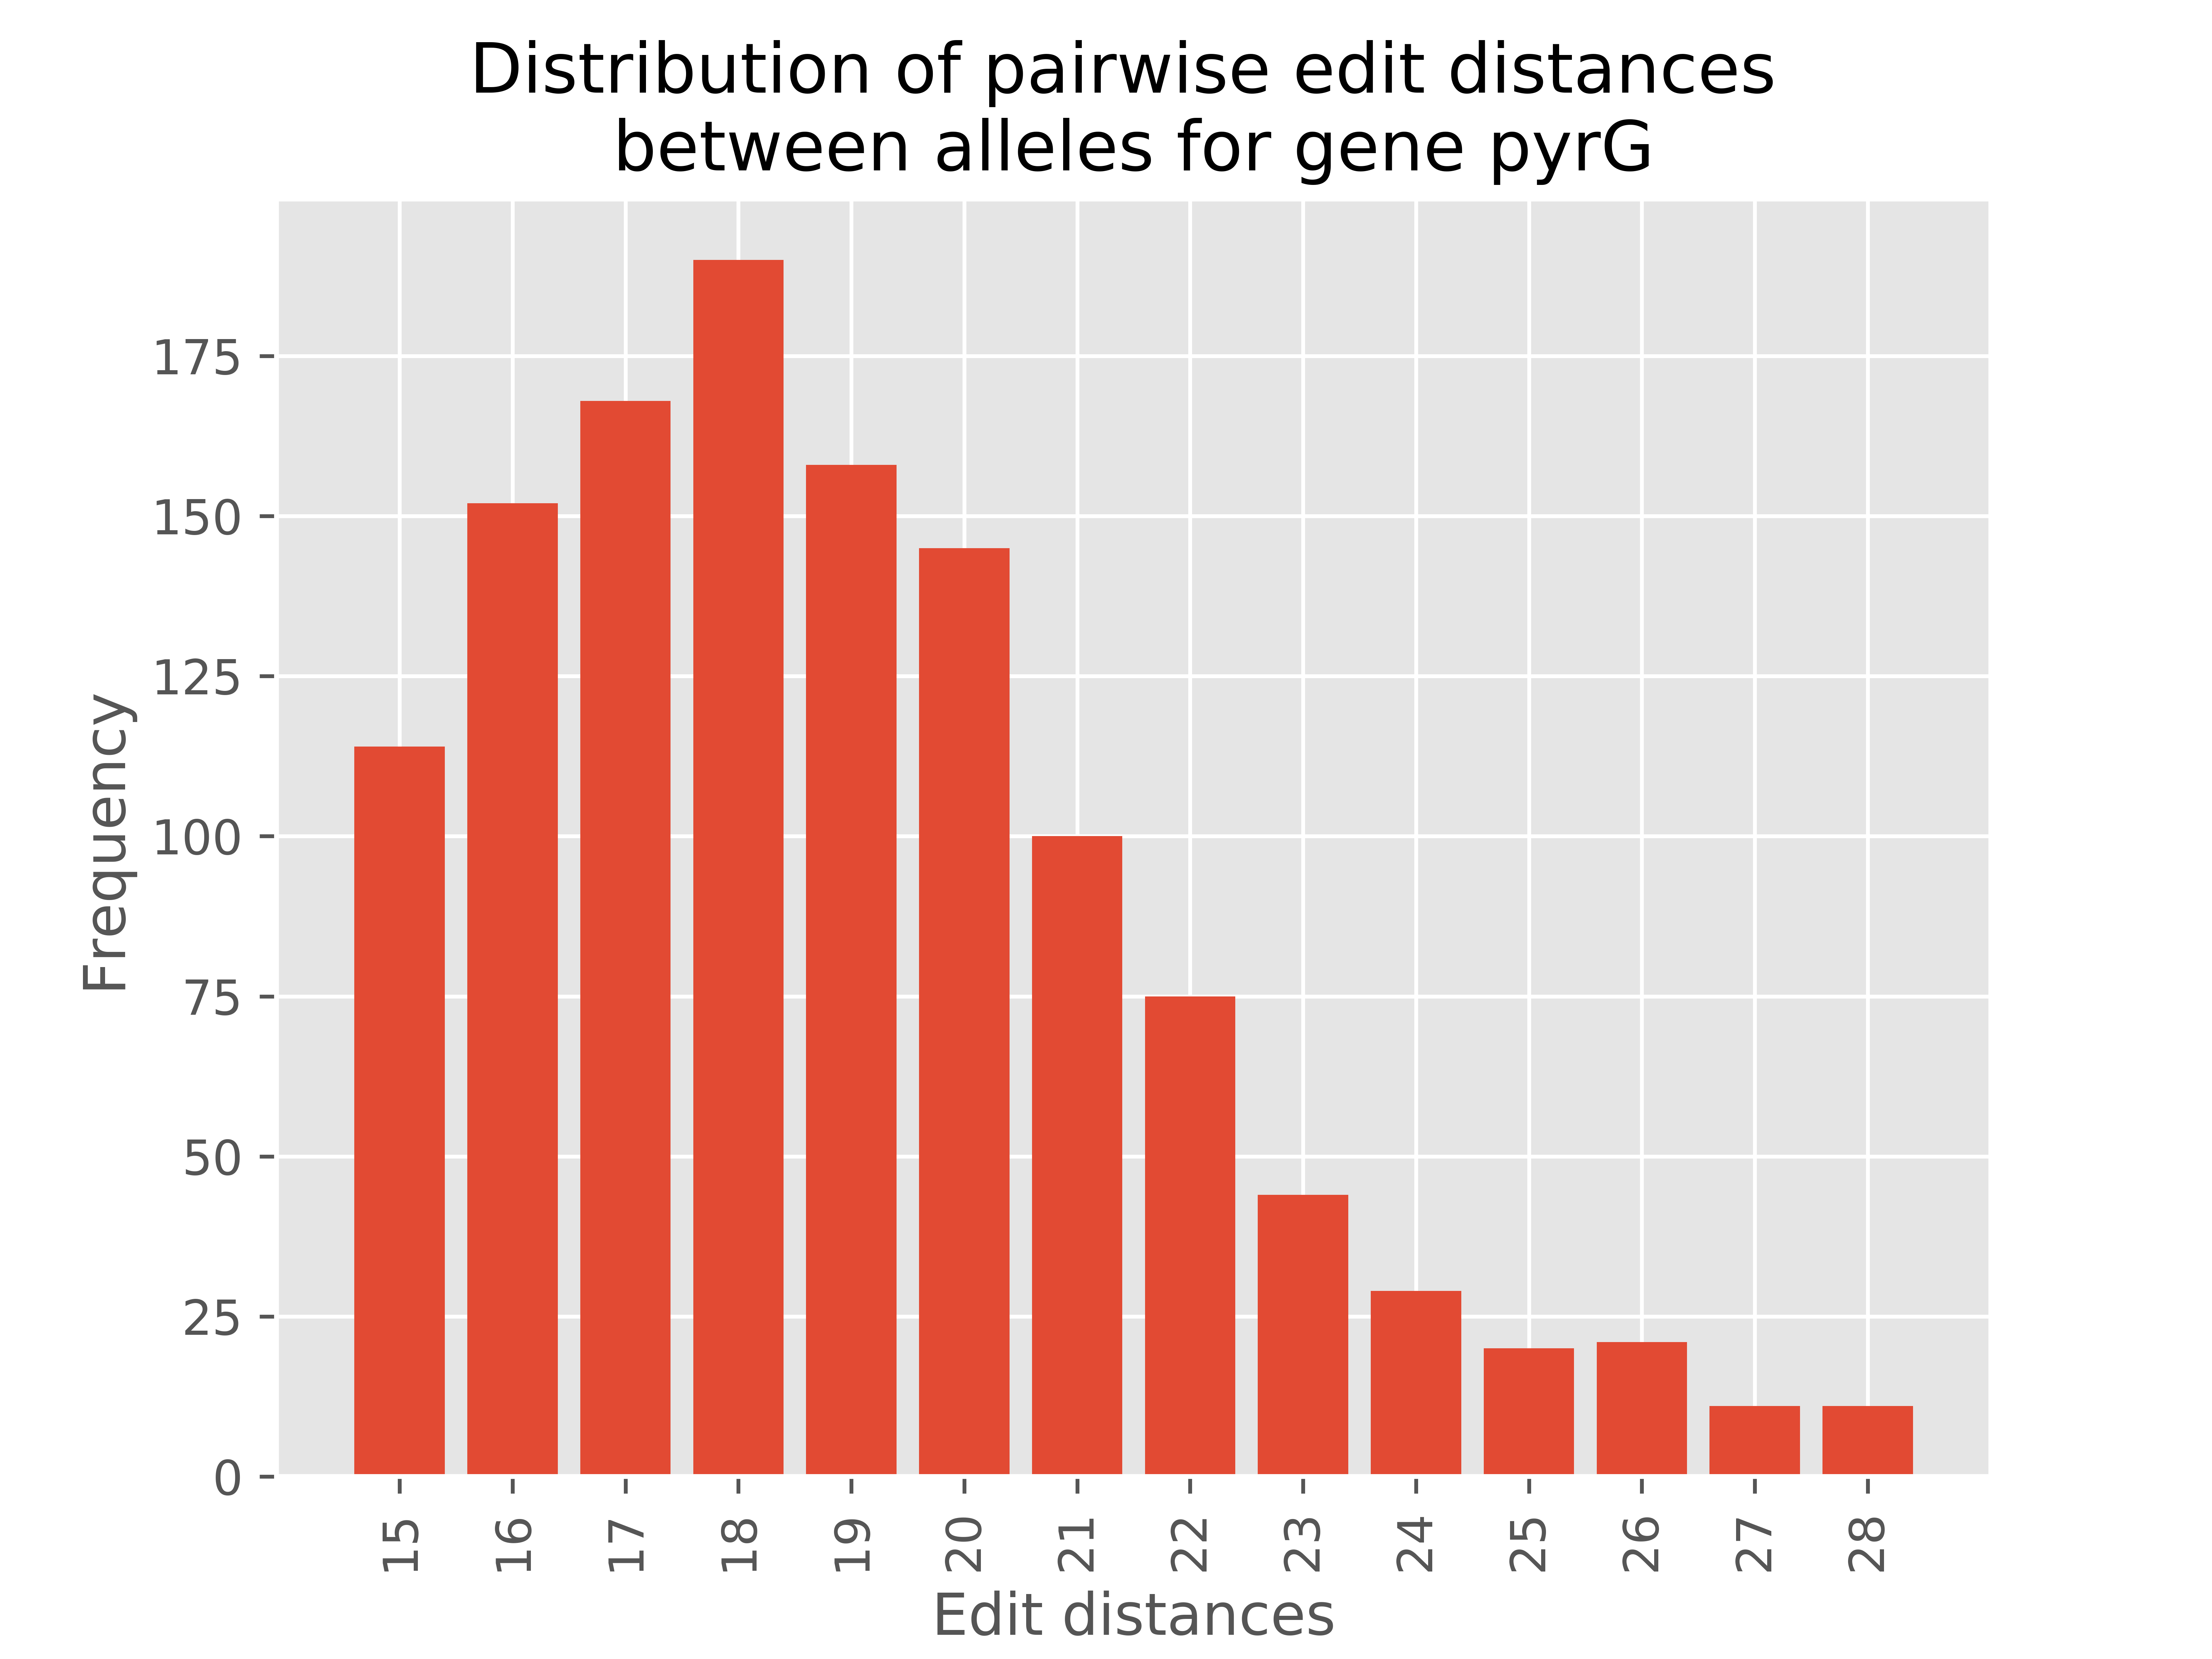 Distribution of pairwise edit distances
between alleles for gene pyrG
Frequency
175
150
125
100
75
50
25
0
15 16 17 18 19 20 21 22 23 24 25 26 27 28
Edit distances